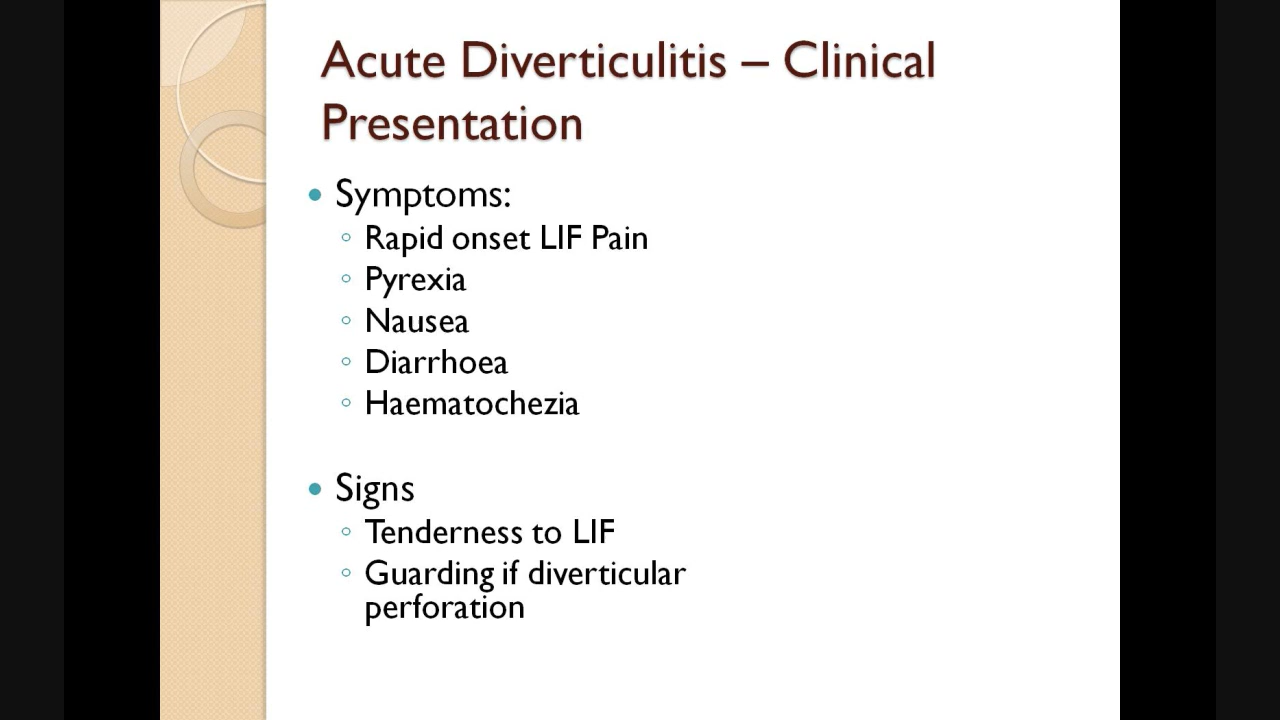 Acute Diverticulitis – Clinical
Presentation
• Symptoms:
◦ Rapid onset LIF Pain
◦ Pyrexia
◦ Nausea
◦ Diarrhoea
◦ Haematochezia
• Signs
◦ Tenderness to LIF
◦ Guarding if diverticular
perforation